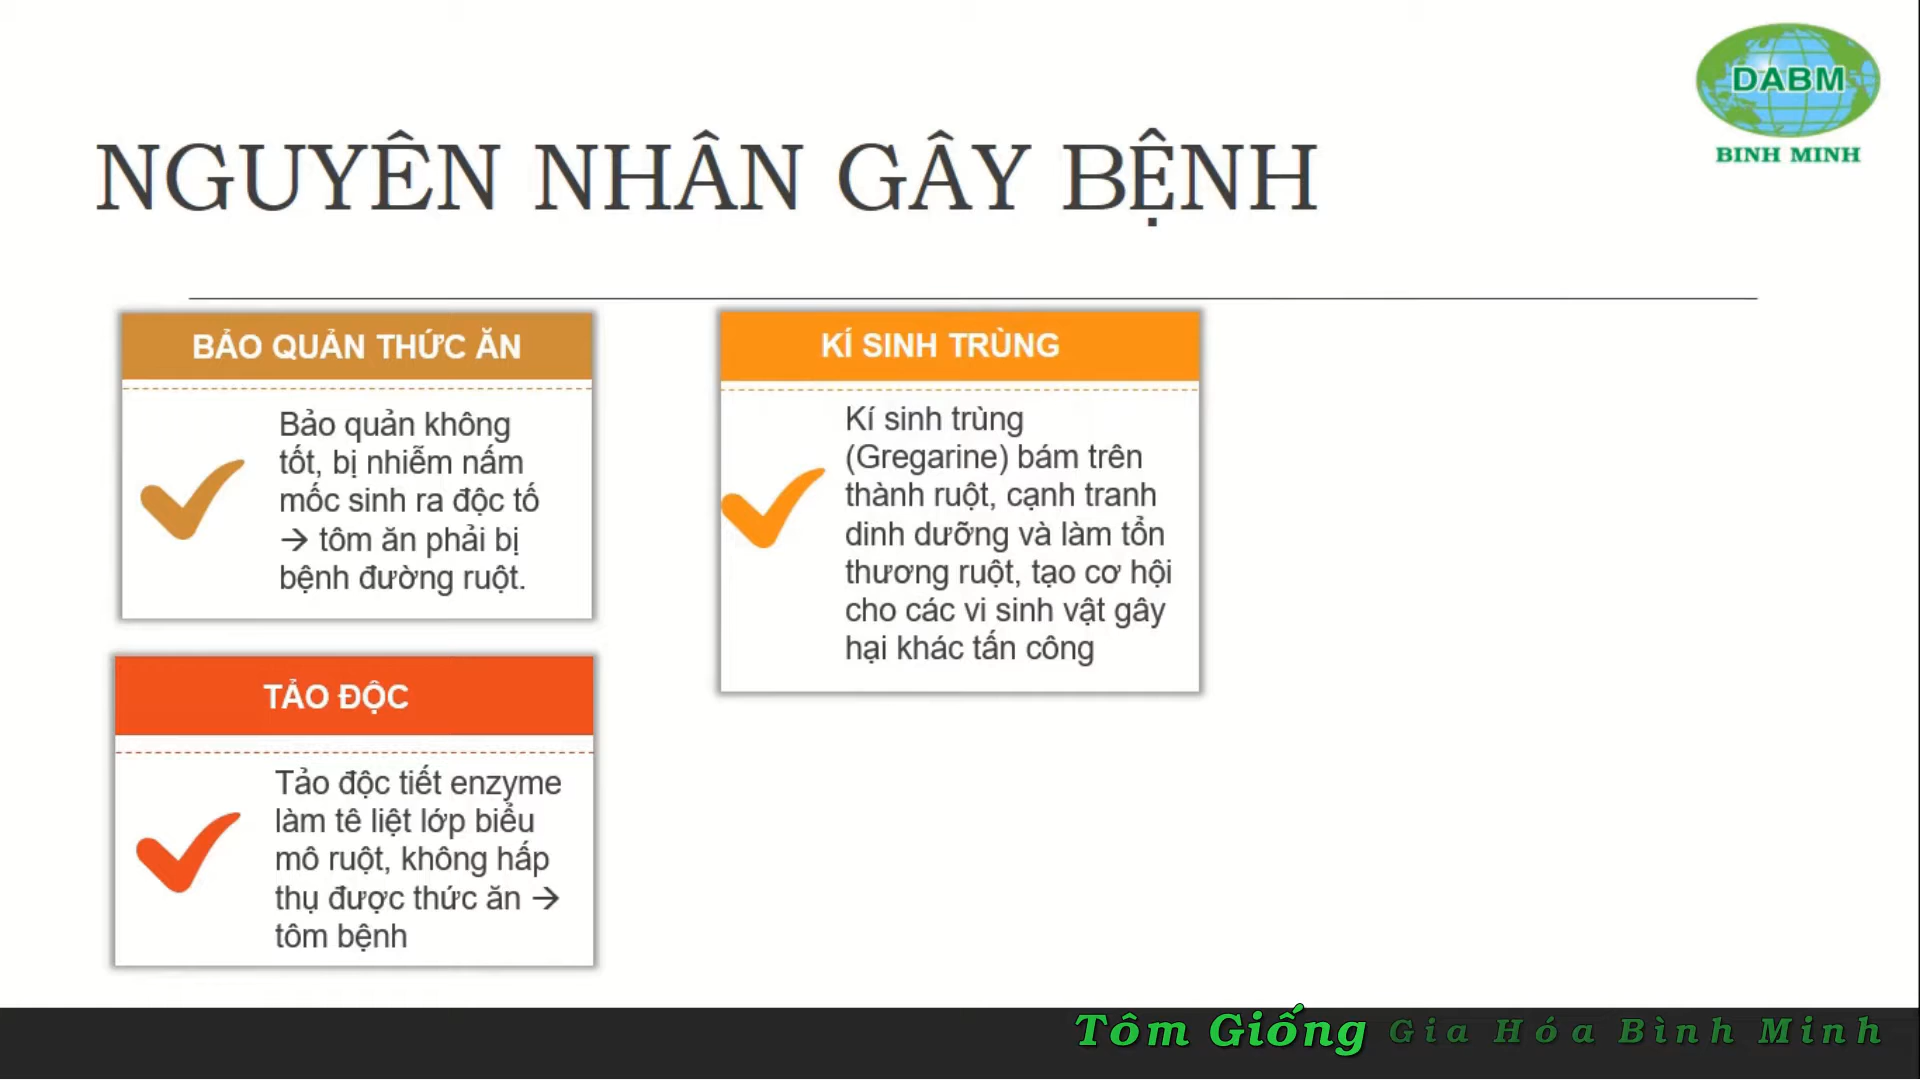 DABM
BINH MINH
NGUYÊN NHÂN GÂY BỆNH
BẢO QUẢN THỨC ĂN
Bảo quản không
tốt, bị nhiễm nấm
mốc sinh ra độc tố
→ tôm ăn phải bị
bệnh đường ruột.
TẢO ĐỘC
Tảo độc tiết enzyme
làm tê liệt lớp biểu
mô ruột, không hấp
thụ được thức ăn →
tôm bệnh
KÍ SINH TRÙNG
Kí sinh trùng
(Gregarine) bám trên
thành ruột, cạnh tranh
dinh dưỡng và làm tổn
thương ruột, tạo cơ hội
cho các vi sinh vật gây
hại khác tấn công
Tôm Giống Gia Hóa Bình Minh